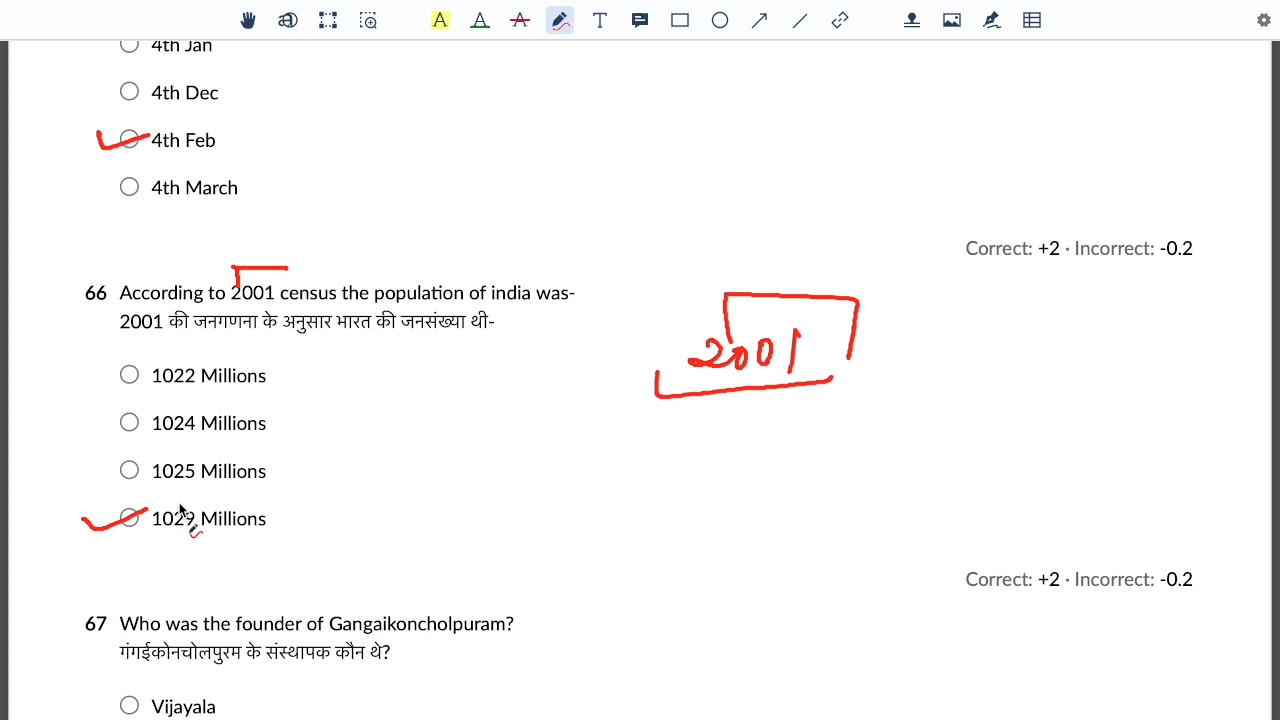 4th Jan
4th Dec
4th Feb
4th March
Correct: +2 · Incorrect: -0.2
66 According to 2001 census the population of india was-
2001 की जनगणना के अनुसार भारत की जनसंख्या थी-
2001
1022 Millions
1024 Millions
1025 Millions
1029 Millions
Correct: +2 · Incorrect: -0.2
67 Who was the founder of Gangaikoncholpuram?
गंगईकोनचोलपुरम के संस्थापक कौन थे?
Vijayala